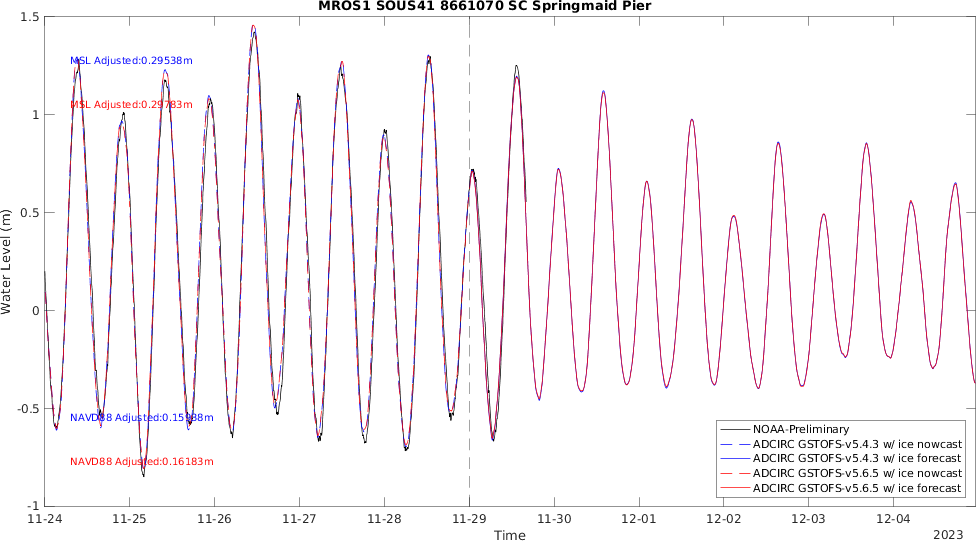 MROS1 SOUS41 8661070 SC Springmaid Pier
1.5
1
0.5
0
-0.5
-1
Water Level (m)
MSL Adjusted:0.29538m
MSL Adjusted:0.29783m
NAVD88 Adjusted:0.15938m
NAVD88 Adjusted:0.16183m
NOAA-Preliminary
ADCIRC GSTOFS-v5.4.3 w/ ice nowcast
ADCIRC GSTOFS-v5.4.3 w/ ice forecast
ADCIRC GSTOFS-v5.6.5 w/ ice nowcast
ADCIRC GSTOFS-v5.6.5 w/ ice forecast
11-24 11-25 11-26 11-27 11-28 11-29 11-30 12-01 12-02 12-03 12-04
Time
2023